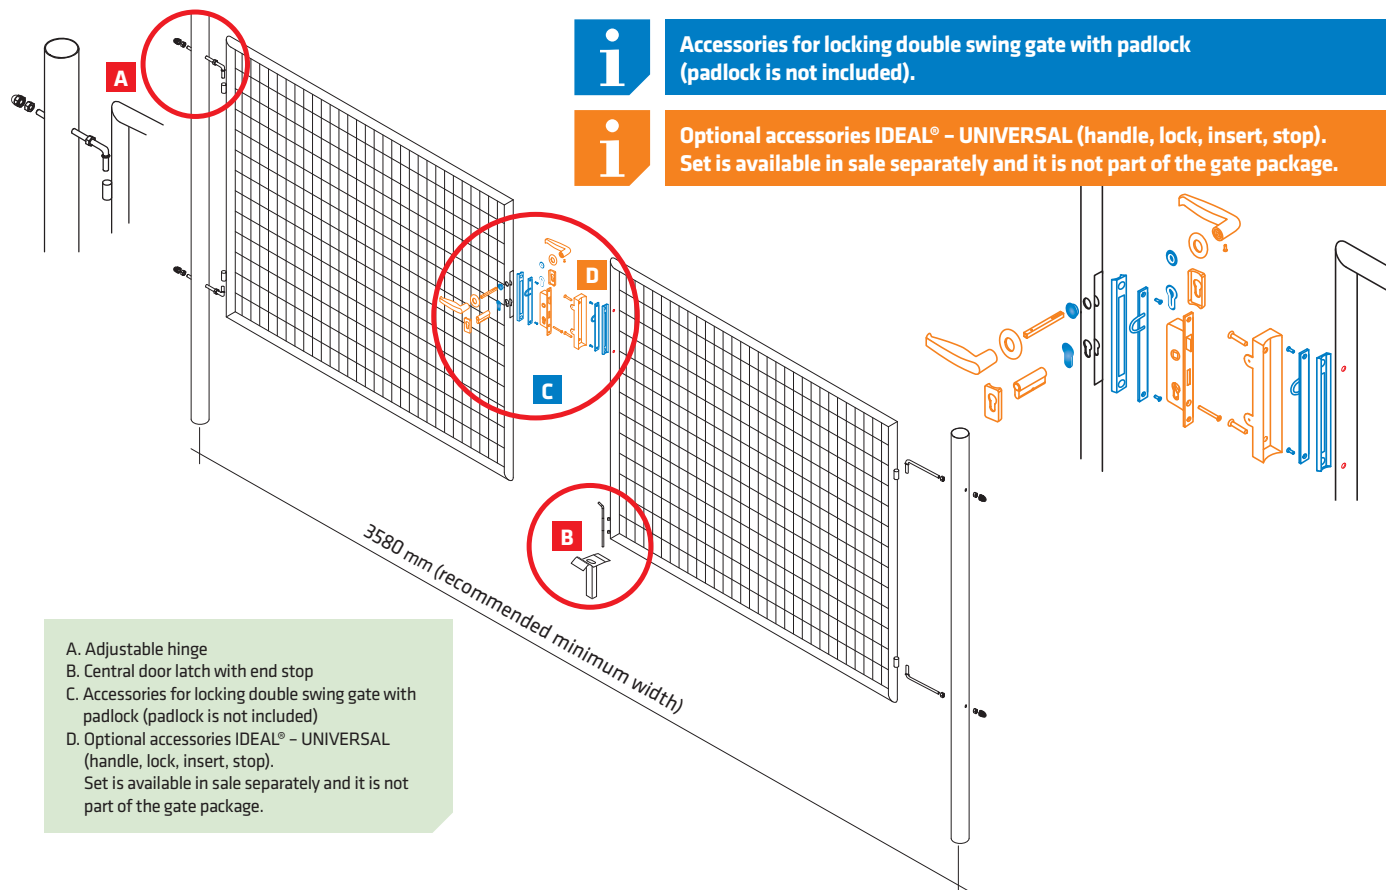 A
i
Accessories for locking double swing gate with padlock
(padlock is not included).
i
Optional accessories IDEAL® – UNIVERSAL (handle, lock, insert, stop).
Set is available in sale separately and it is not part of the gate package.
D
C
B
3580 mm (recommended minimum width)
A. Adjustable hinge
B. Central door latch with end stop
C. Accessories for locking double swing gate with
padlock (padlock is not included)
D. Optional accessories IDEAL® – UNIVERSAL
(handle, lock, insert, stop).
Set is available in sale separately and it is not
part of the gate package.